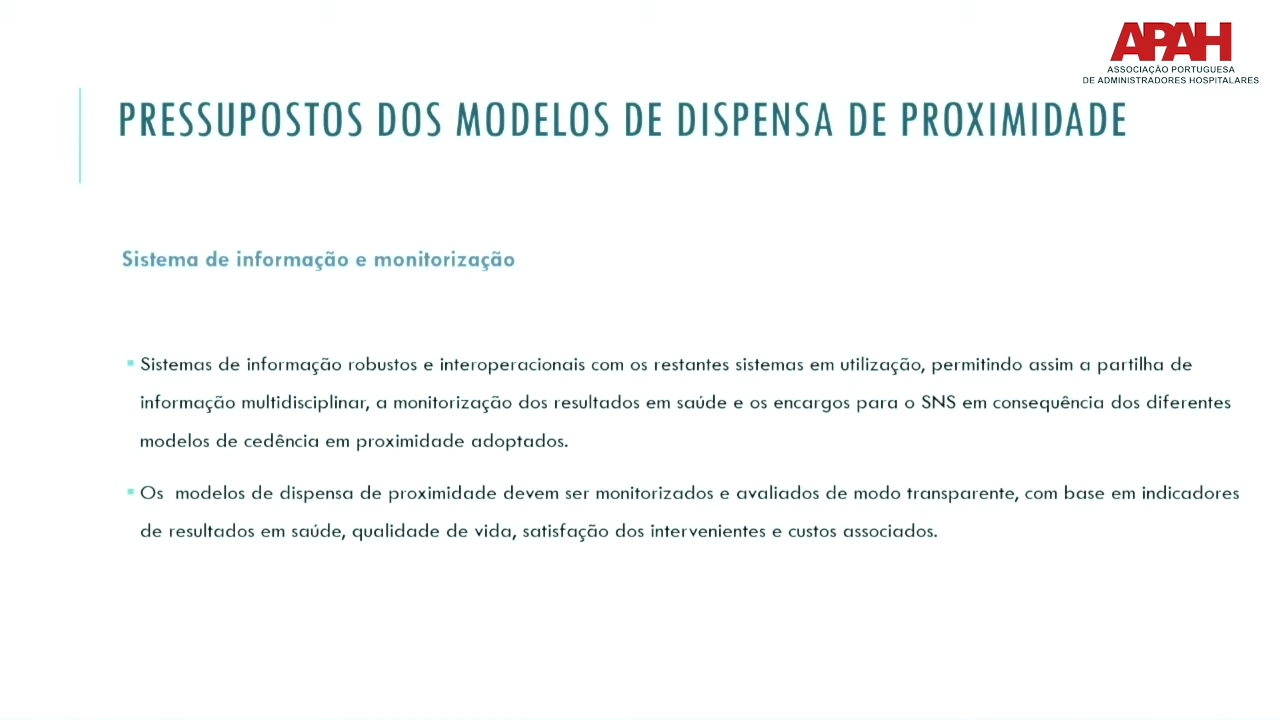 APAH
ASSOCIAÇÃO PORTUGUESA
DE ADMINISTRADORES HOSPITALARES
PRESSUPOSTOS DOS MODELOS DE DISPENSA DE PROXIMIDADE
Sistema de informação e monitorização
▪ Sistemas de informação robustos e interoperacionais com os restantes sistemas em utilização, permitindo assim a partilha de
informação multidisciplinar, a monitorização dos resultados em saúde e os encargos para o SNS em consequência dos diferentes
modelos de cedência em proximidade adoptados.
▪ Os modelos de dispensa de proximidade devem ser monitorizados e avaliados de modo transparente, com base em indicadores
de resultados em saúde, qualidade de vida, satisfação dos intervenientes e custos associados.